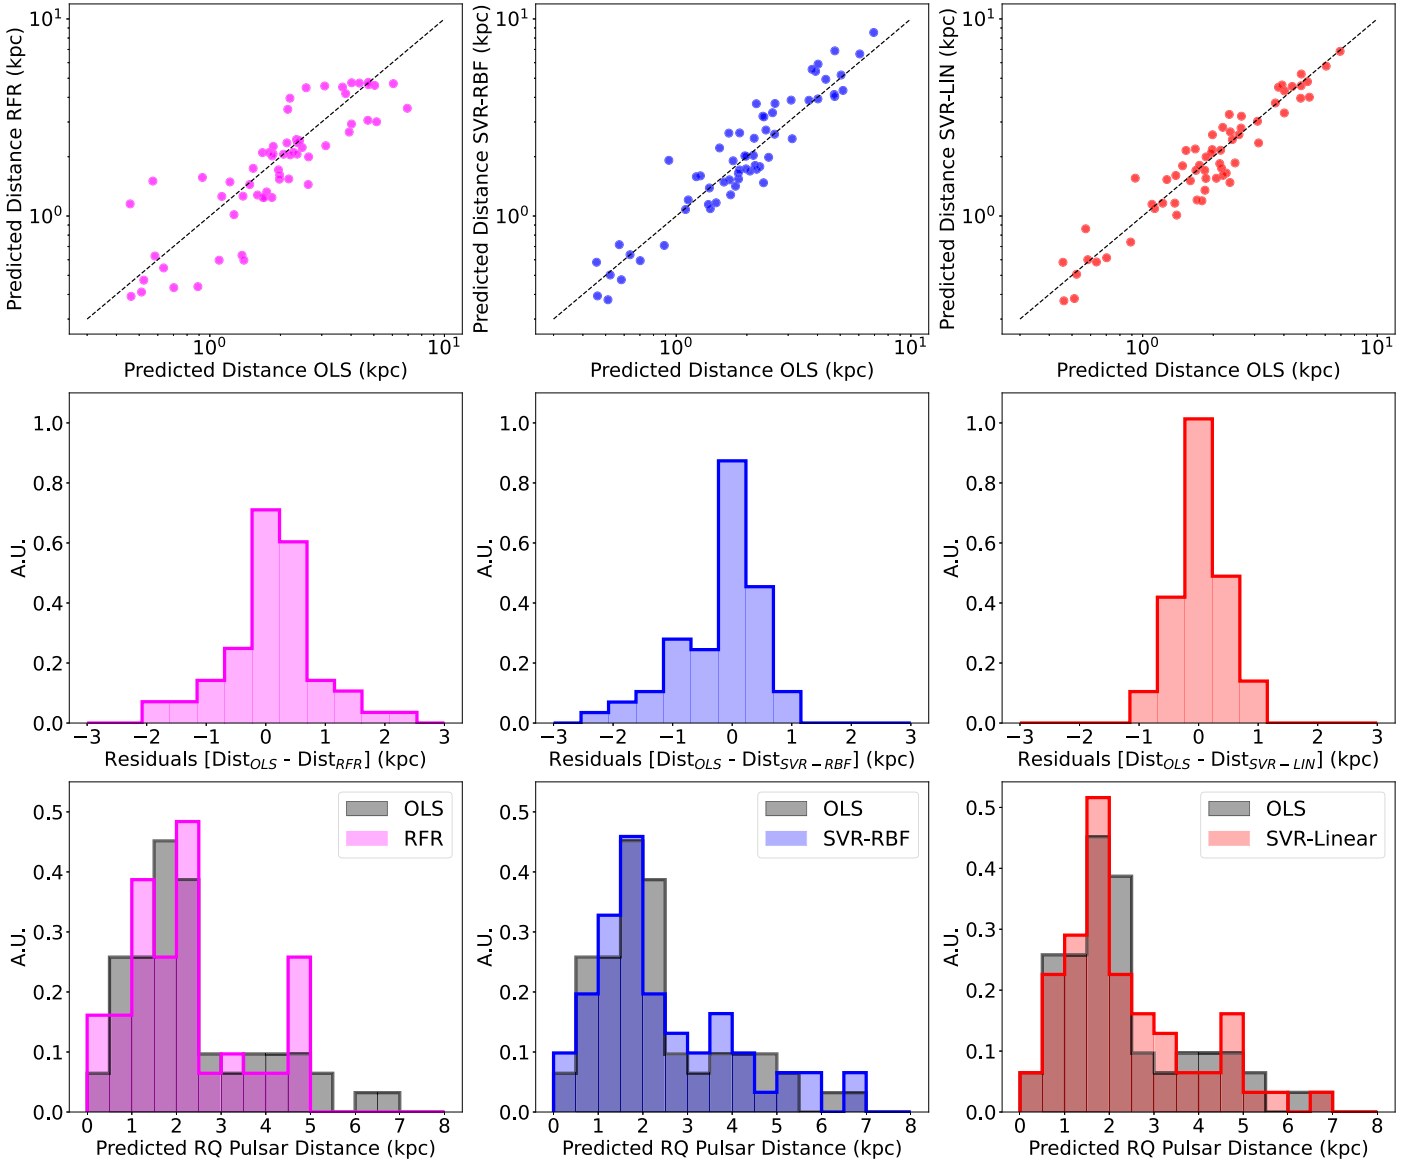 Predicted Distance RFR (kpc)
10¹
10⁰
10⁰
10¹
Predicted Distance OLS (kpc)
Predicted Distance SVR-RBF (kpc)
10¹
10⁰
10⁰
10¹
Predicted Distance OLS (kpc)
Predicted Distance SVR-LIN (kpc)
10¹
10⁰
10⁰
10¹
Predicted Distance OLS (kpc)
A.U.
1.0
0.8
0.6
0.4
0.2
0.0
−3 −2 −1 0 1 2 3
Residuals [Dist_OLS - Dist_RFR] (kpc)
A.U.
1.0
0.8
0.6
0.4
0.2
0.0
−3 −2 −1 0 1 2 3
Residuals [Dist_OLS - Dist_SVR−RBF] (kpc)
A.U.
1.0
0.8
0.6
0.4
0.2
0.0
−3 −2 −1 0 1 2 3
Residuals [Dist_OLS - Dist_SVR−LIN] (kpc)
A.U.
0.5
0.4
0.3
0.2
0.1
0.0
OLS
RFR
0 1 2 3 4 5 6 7 8
Predicted RQ Pulsar Distance (kpc)
A.U.
0.5
0.4
0.3
0.2
0.1
0.0
OLS
SVR-RBF
0 1 2 3 4 5 6 7 8
Predicted RQ Pulsar Distance (kpc)
A.U.
0.5
0.4
0.3
0.2
0.1
0.0
OLS
SVR-Linear
0 1 2 3 4 5 6 7 8
Predicted RQ Pulsar Distance (kpc)